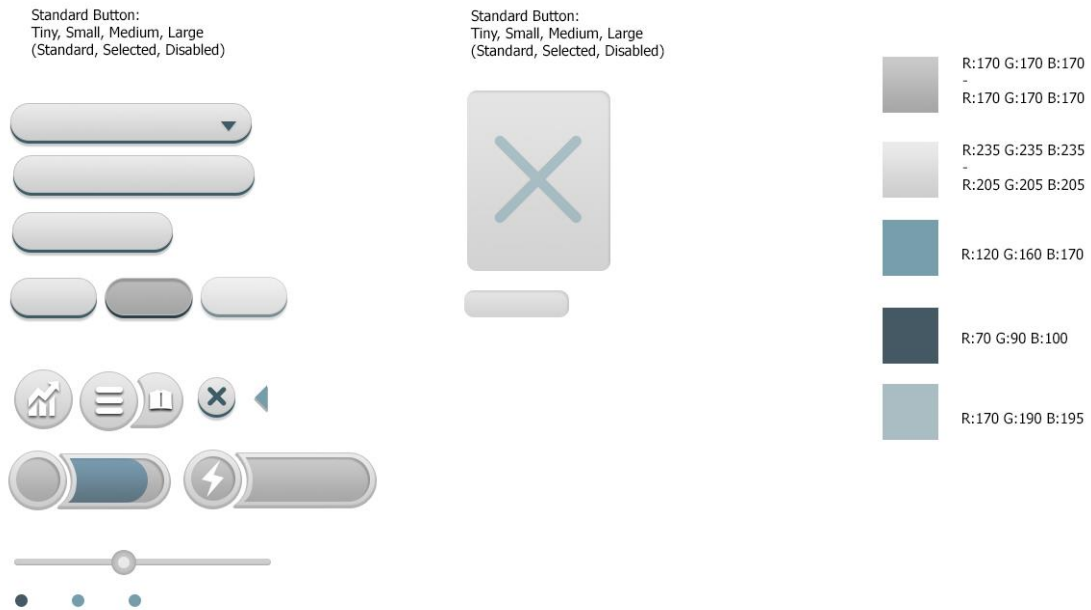 Standard Button:
Tiny, Small, Medium, Large
(Standard, Selected, Disabled)
Standard Button:
Tiny, Small, Medium, Large
(Standard, Selected, Disabled)
R:170 G:170 B:170
-
R:170 G:170 B:170
R:235 G:235 B:235
-
R:205 G:205 B:205
R:120 G:160 B:170
R:70 G:90 B:100
R:170 G:190 B:195